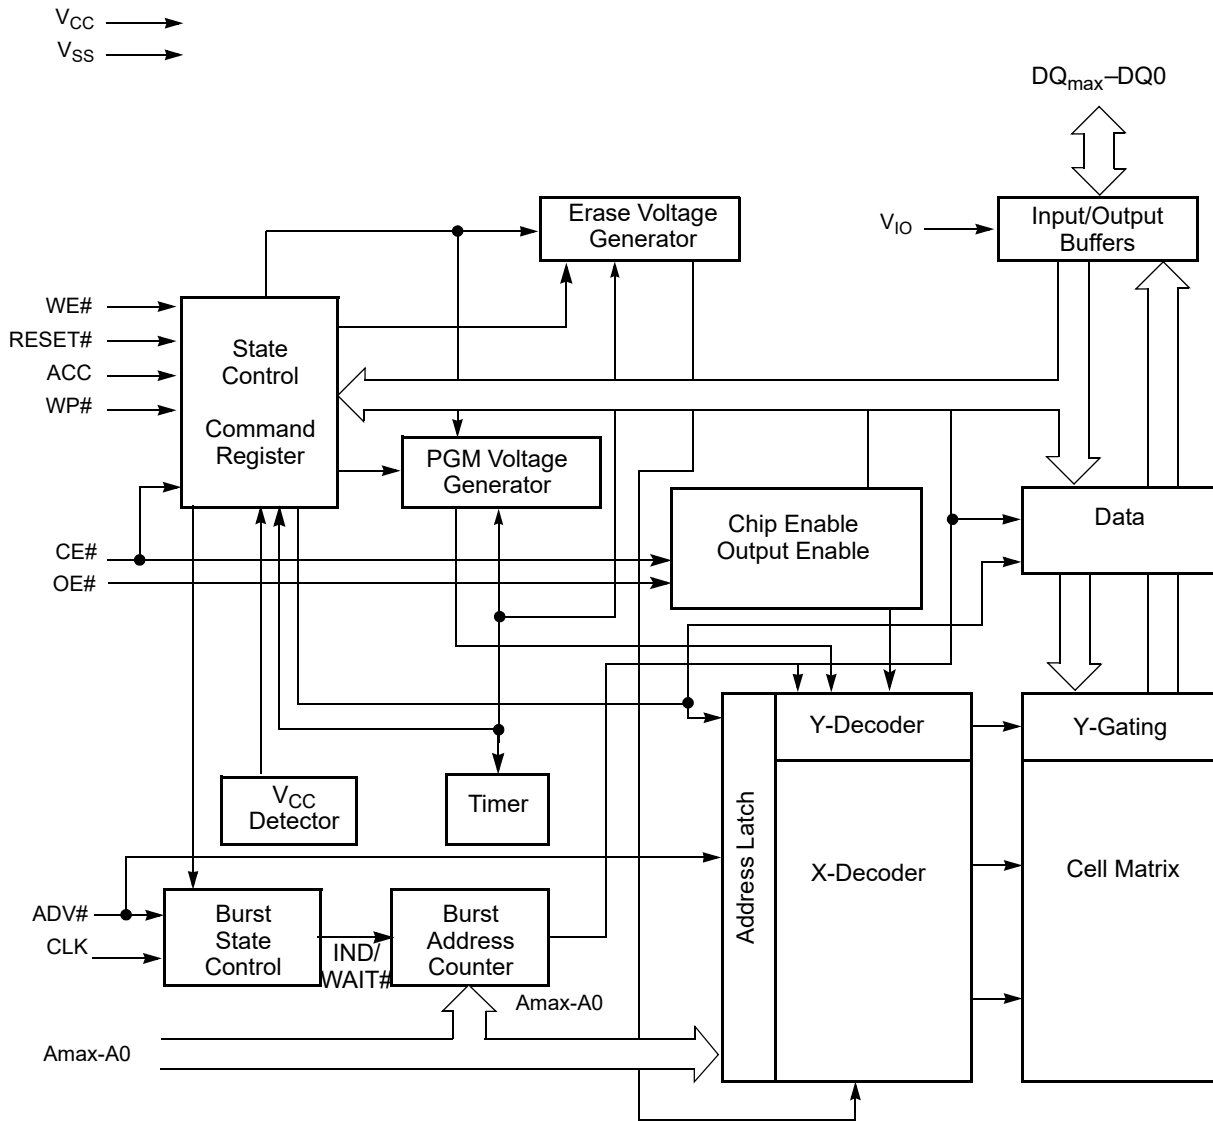 VCC
VSS
DQmax–DQ0
Erase Voltage
Generator
VIO
Input/Output
Buffers
WE#
RESET#
ACC
WP#
State
Control
Command
Register
PGM Voltage
Generator
Chip Enable
Output Enable
Data
CE#
OE#
Y-Decoder
Y-Gating
VCC
Detector
Timer
Address Latch
X-Decoder
Cell Matrix
ADV#
CLK
Burst
State
Control
IND/
WAIT#
Burst
Address
Counter
Amax-A0
Amax-A0